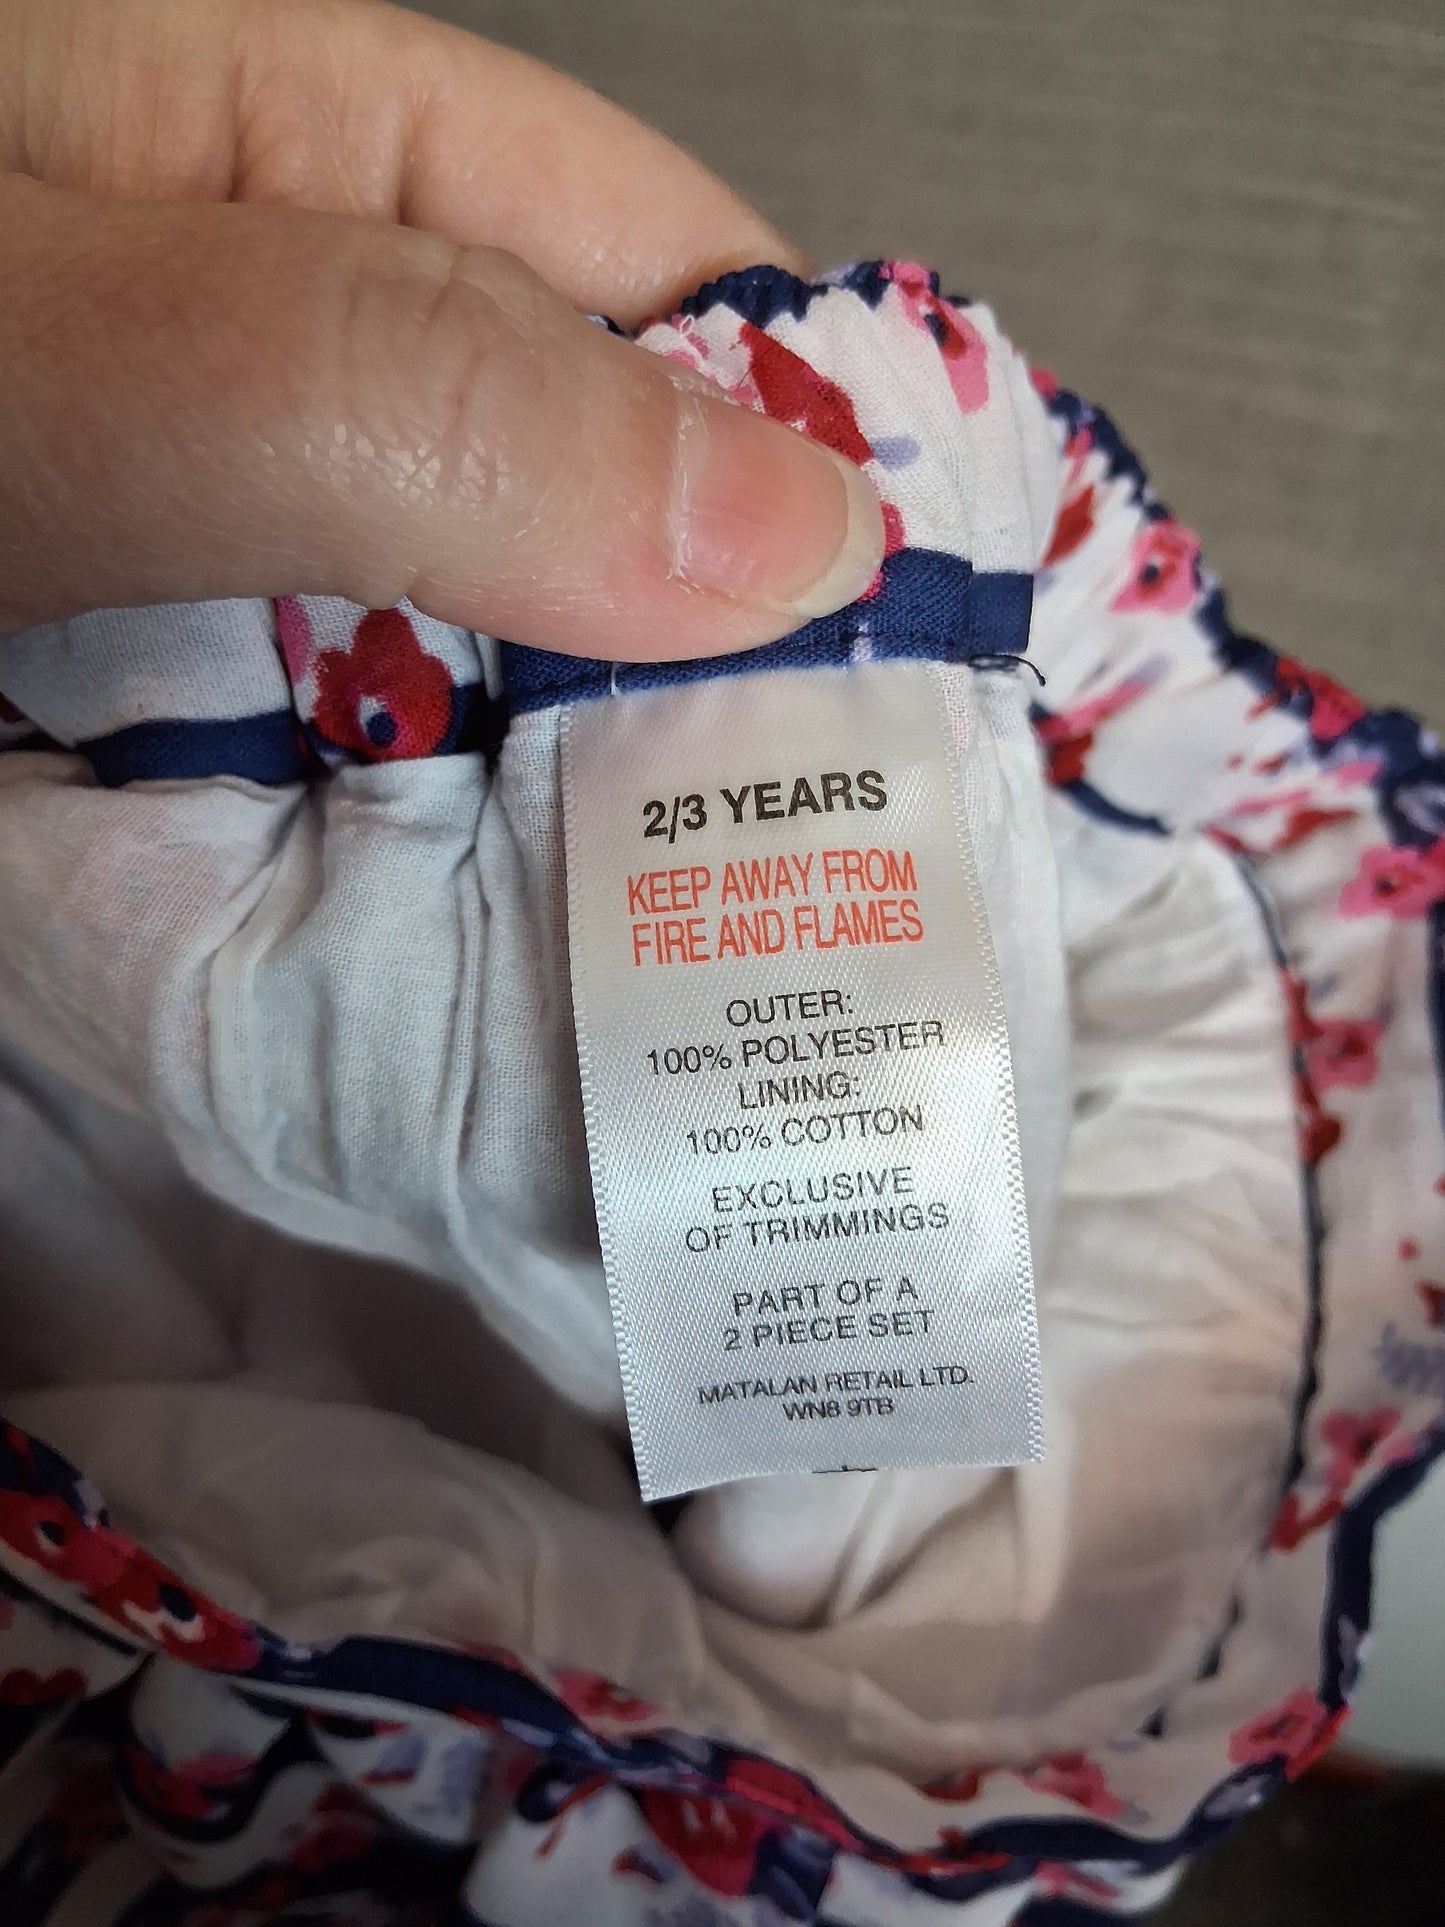 2/3 YEARS
KEEP AWAY FROM
FIRE AND FLAMES
OUTER:
100% POLYESTER
LINING:
100% COTTON
EXCLUSIVE
OF TRIMMINGS
PART OF A
2 PIECE SET
MATALAN RETAIL LTD.
WN8 9TB